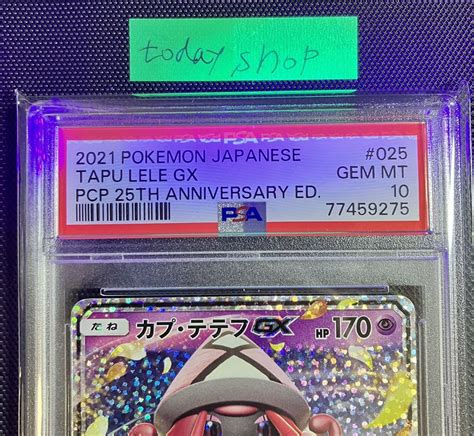 today shop
2021 POKEMON JAPANESE #025
TAPU LELE GX GEM MT
PCP 25TH ANNIVERSARY ED. 10
PSA 77459275
たね カプ・テテフGX HP 170